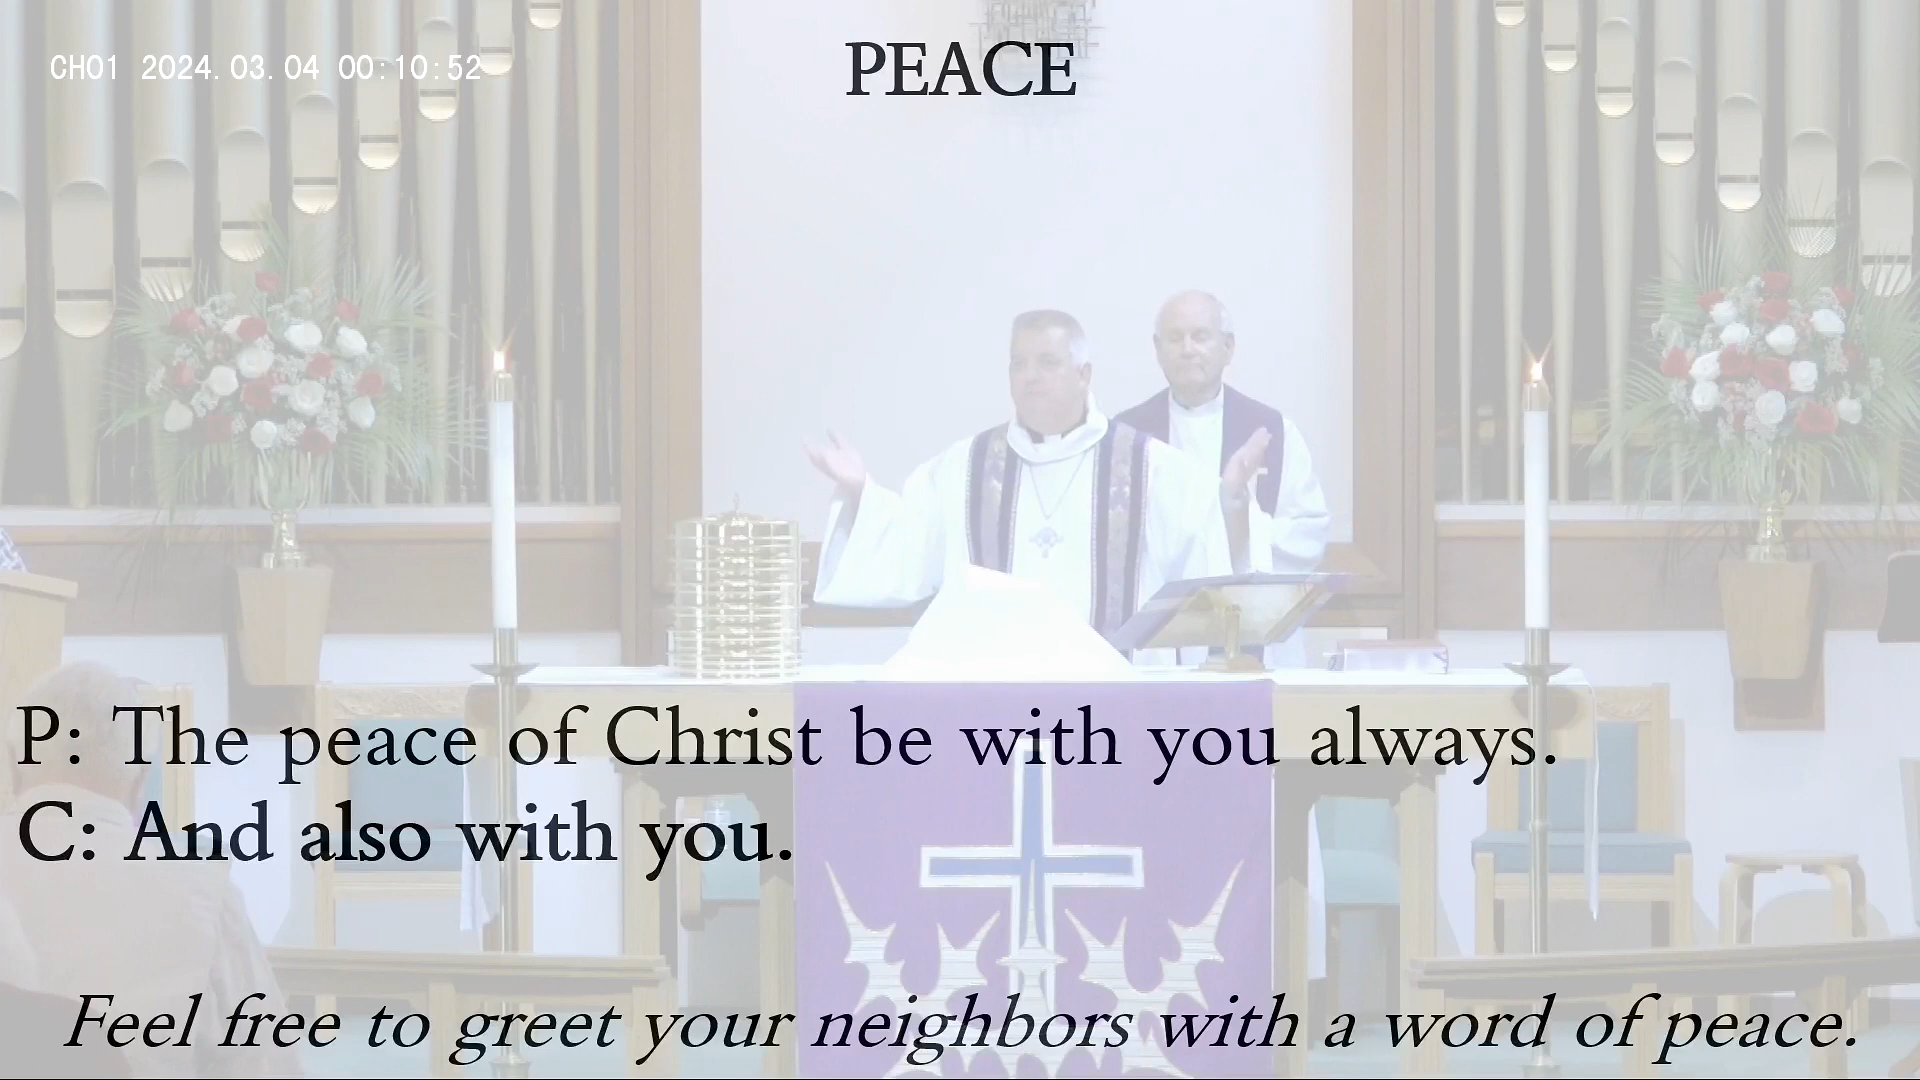 PEACE
CH01 2024.03.04 00:10:52
P: The peace of Christ be with you always.
C: And also with you.
Feel free to greet your neighbors with a word of peace.